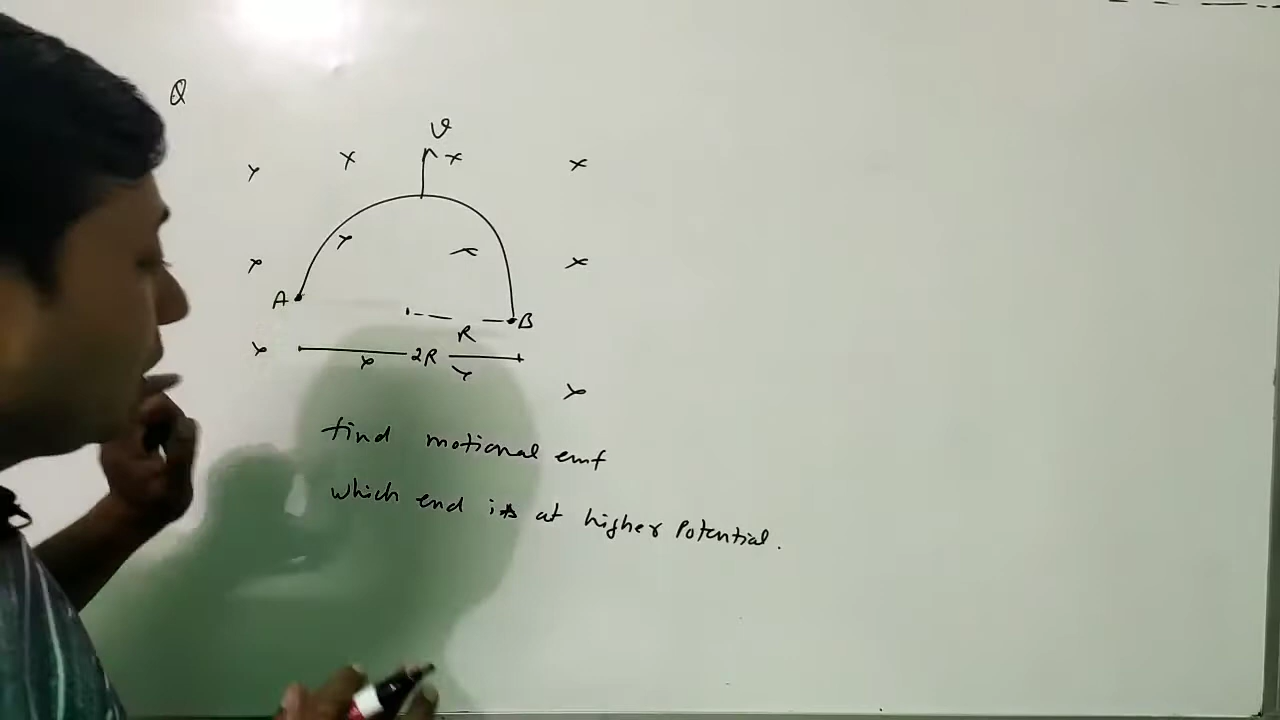 Q
v
A
B
R
2R
find motional emf
which end is at higher Potential.